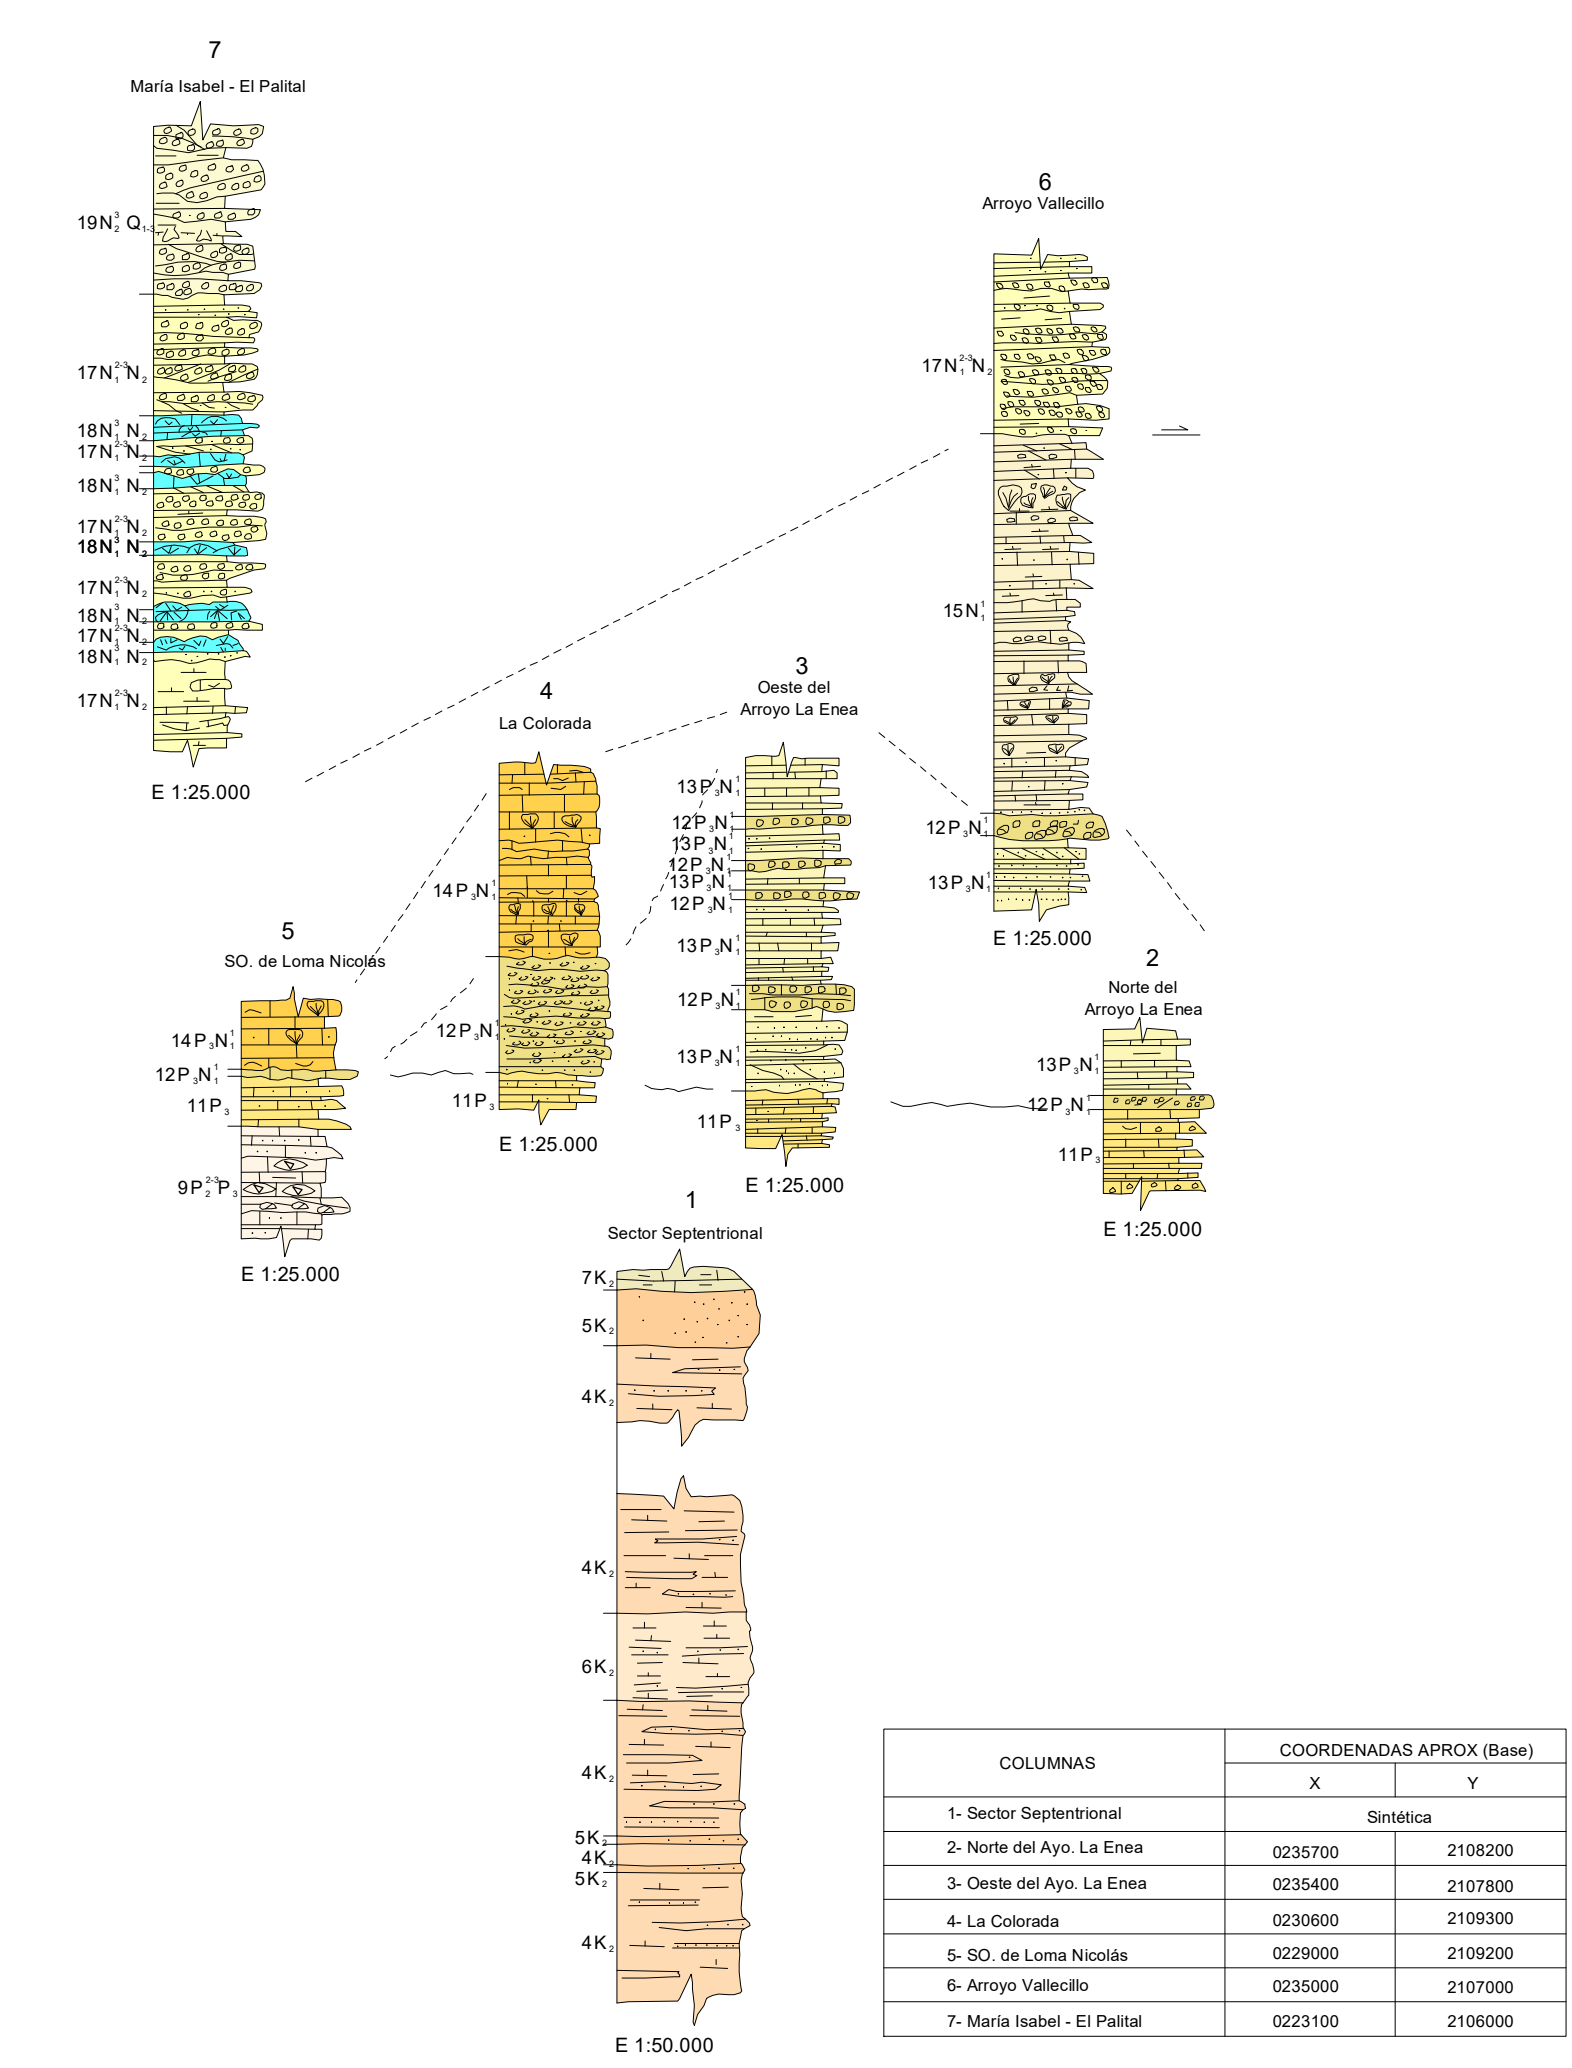 7
María Isabel - El Palital
19N₂³ Q₁₋₃
17N₁²⁻³N₂
18N₁³ N₂
17N₁²⁻³N₂
18N₁³ N₂
17N₁²⁻³N₂
18N₁³ N₂
17N₁²⁻³N₂
18N₁³ N₂
17N₁²⁻³N₂
18N₁³ N₂
17N₁²⁻³N₂
E 1:25.000
6
Arroyo Vallecillo
17N₁²⁻³N₂
15N₁¹
12P₃N₁¹
13P₃N₁¹
E 1:25.000
4
La Colorada
14P₃N₁¹
12P₃N₁¹
11P₃
E 1:25.000
3
Oeste del
Arroyo La Enea
13P₃N₁¹
12P₃N₁¹
13P₃N₁¹
12P₃N₁¹
13P₃N₁¹
12P₃N₁¹
13P₃N₁¹
12P₃N₁¹
13P₃N₁¹
11P₃
E 1:25.000
5
SO. de Loma Nicolás
14P₃N₁¹
12P₃N₁¹
11P₃
9P₂²⁻³P₃
E 1:25.000
2
Norte del
Arroyo La Enea
13P₃N₁¹
12P₃N₁¹
11P₃
E 1:25.000
1
Sector Septentrional
7K₂
5K₂
4K₂
4K₂
6K₂
4K₂
5K₂
4K₂
5K₂
4K₂
E 1:50.000
COLUMNAS COORDENADAS APROX (Base)
X Y
1- Sector Septentrional Sintética
2- Norte del Ayo. La Enea 0235700 2108200
3- Oeste del Ayo. La Enea 0235400 2107800
4- La Colorada 0230600 2109300
5- SO. de Loma Nicolás 0229000 2109200
6- Arroyo Vallecillo 0235000 2107000
7- María Isabel - El Palital 0223100 2106000